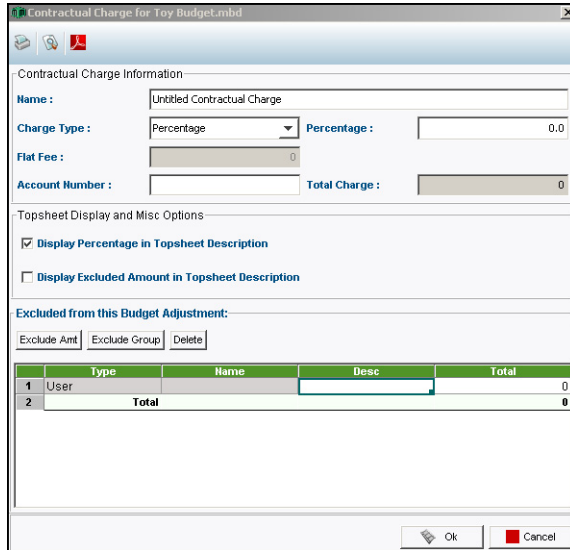 Contractual Charge for Toy Budget.mbd
Contractual Charge Information
Name : Untitled Contractual Charge
Charge Type : Percentage Percentage : 0.0
Flat Fee : 0
Account Number : Total Charge : 0
Topsheet Display and Misc Options
Display Percentage in Topsheet Description
Display Excluded Amount in Topsheet Description
Excluded from this Budget Adjustment:
Exclude Amt Exclude Group Delete
Type Name Desc Total
1 User 0
2 Total 0
Ok Cancel